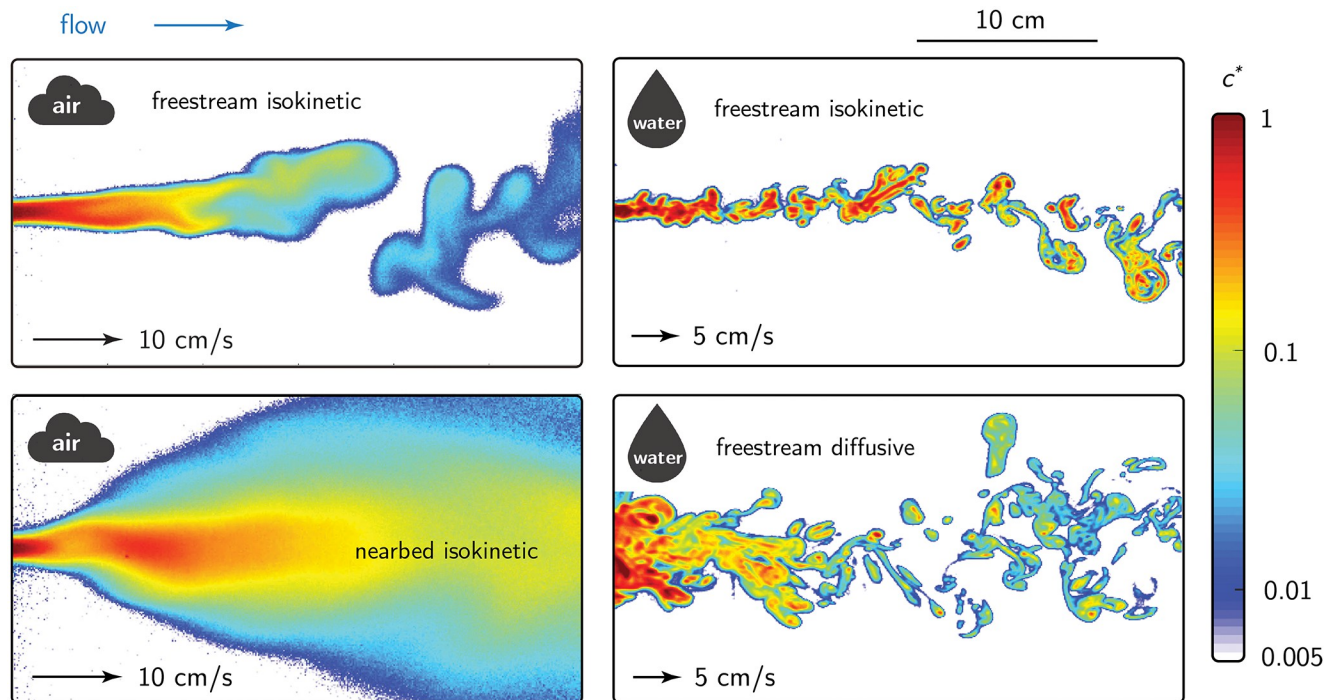 flow
10 cm
air
freestream isokinetic
10 cm/s
water
freestream isokinetic
5 cm/s
c*
1
0.1
0.01
0.005
air
nearbed isokinetic
10 cm/s
water
freestream diffusive
5 cm/s